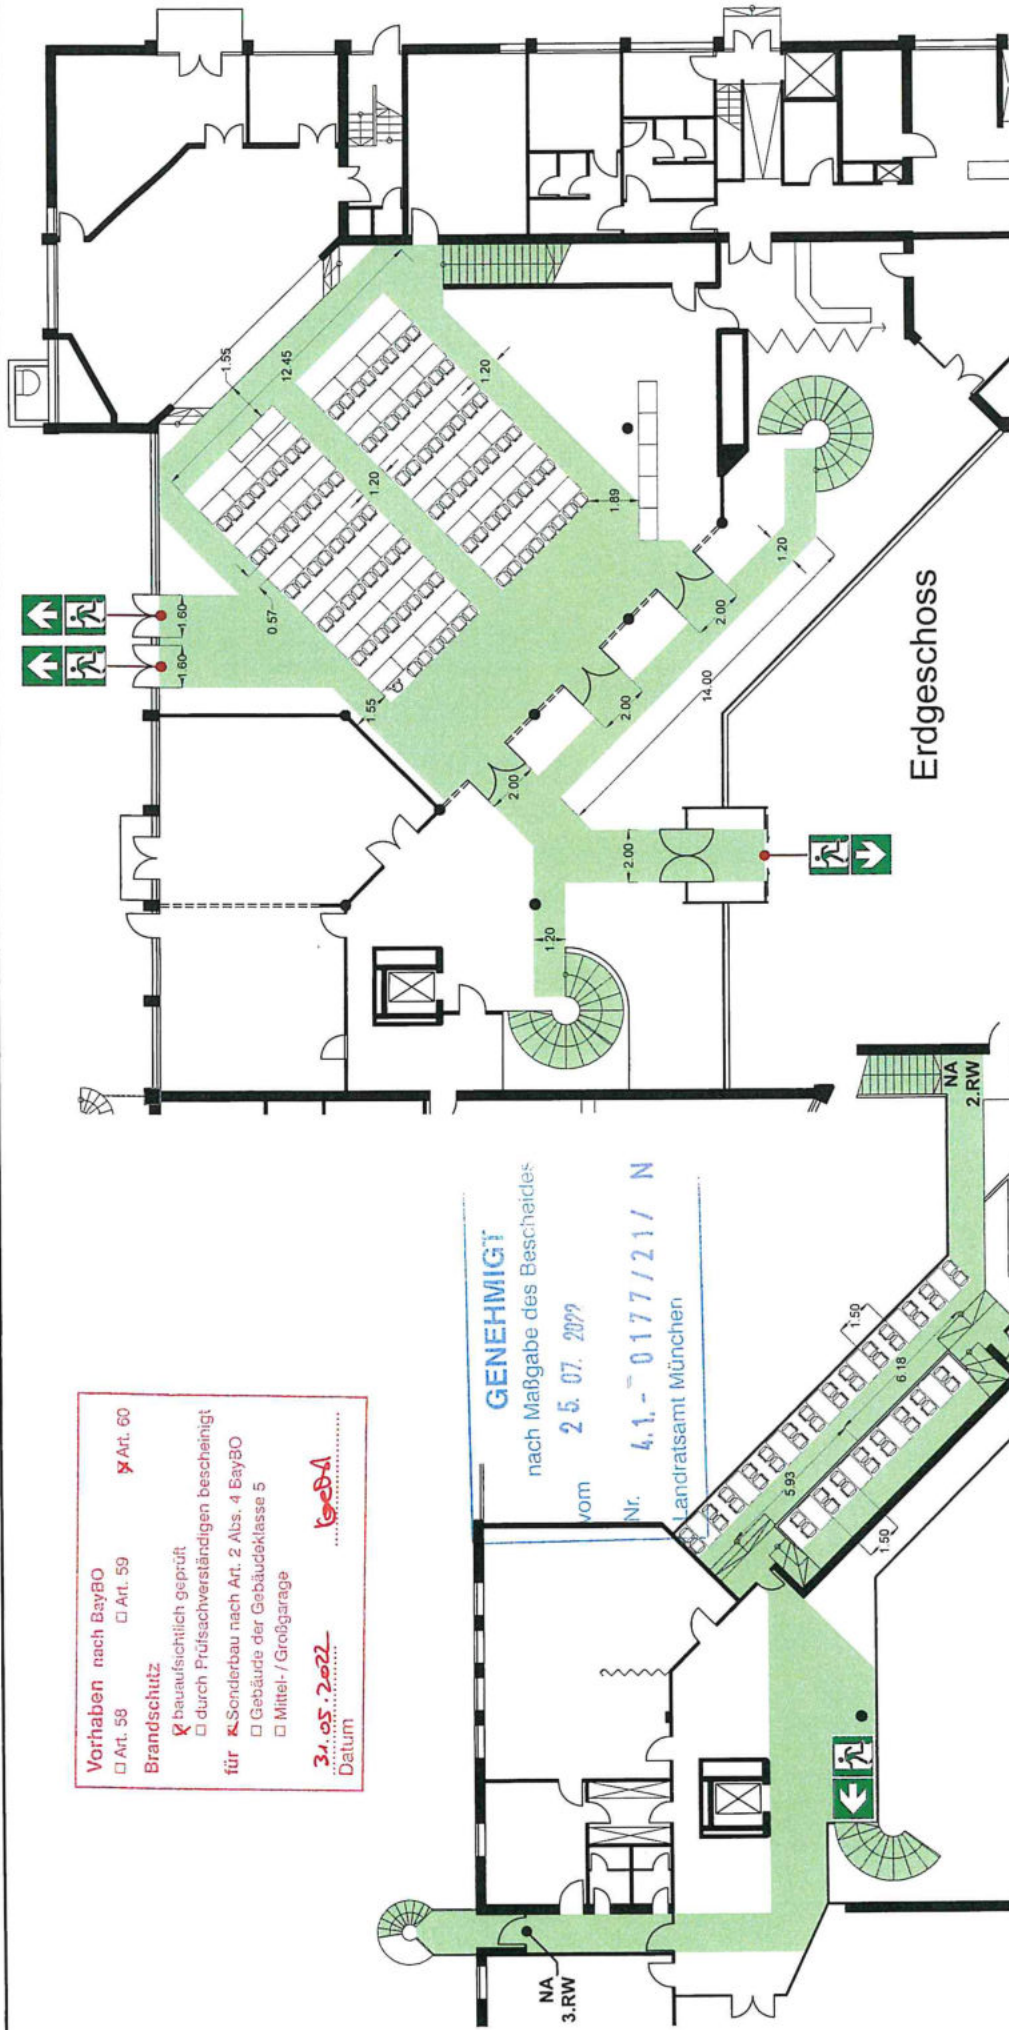 1.55
12.45
1.20
1.20
1.60
1.60
0.57
1.89
1.55
1.20
2.00
2.00
14.00
2.00
2.00
1.20
Erdgeschoss
NA
2.RW
Vorhaben nach BayBO
□ Art. 58 □ Art. 59 ☒ Art. 60
Brandschutz
☒ bauaufsichtlich geprüft
□ durch Prüfsachverständigen bescheinigt
für ☒ Sonderbau nach Art. 2 Abs. 4 BayBO
□ Gebäude der Gebäudeklasse 5
□ Mittel- / Großgarage
31.05.2022
Datum
GENEHMIGT
nach Maßgabe des Bescheides
vom 25. 07. 2022
Nr. 4.1.- 0177/21/ N
Landratsamt München
1.50
6.18
5.93
1.50
NA
3.RW